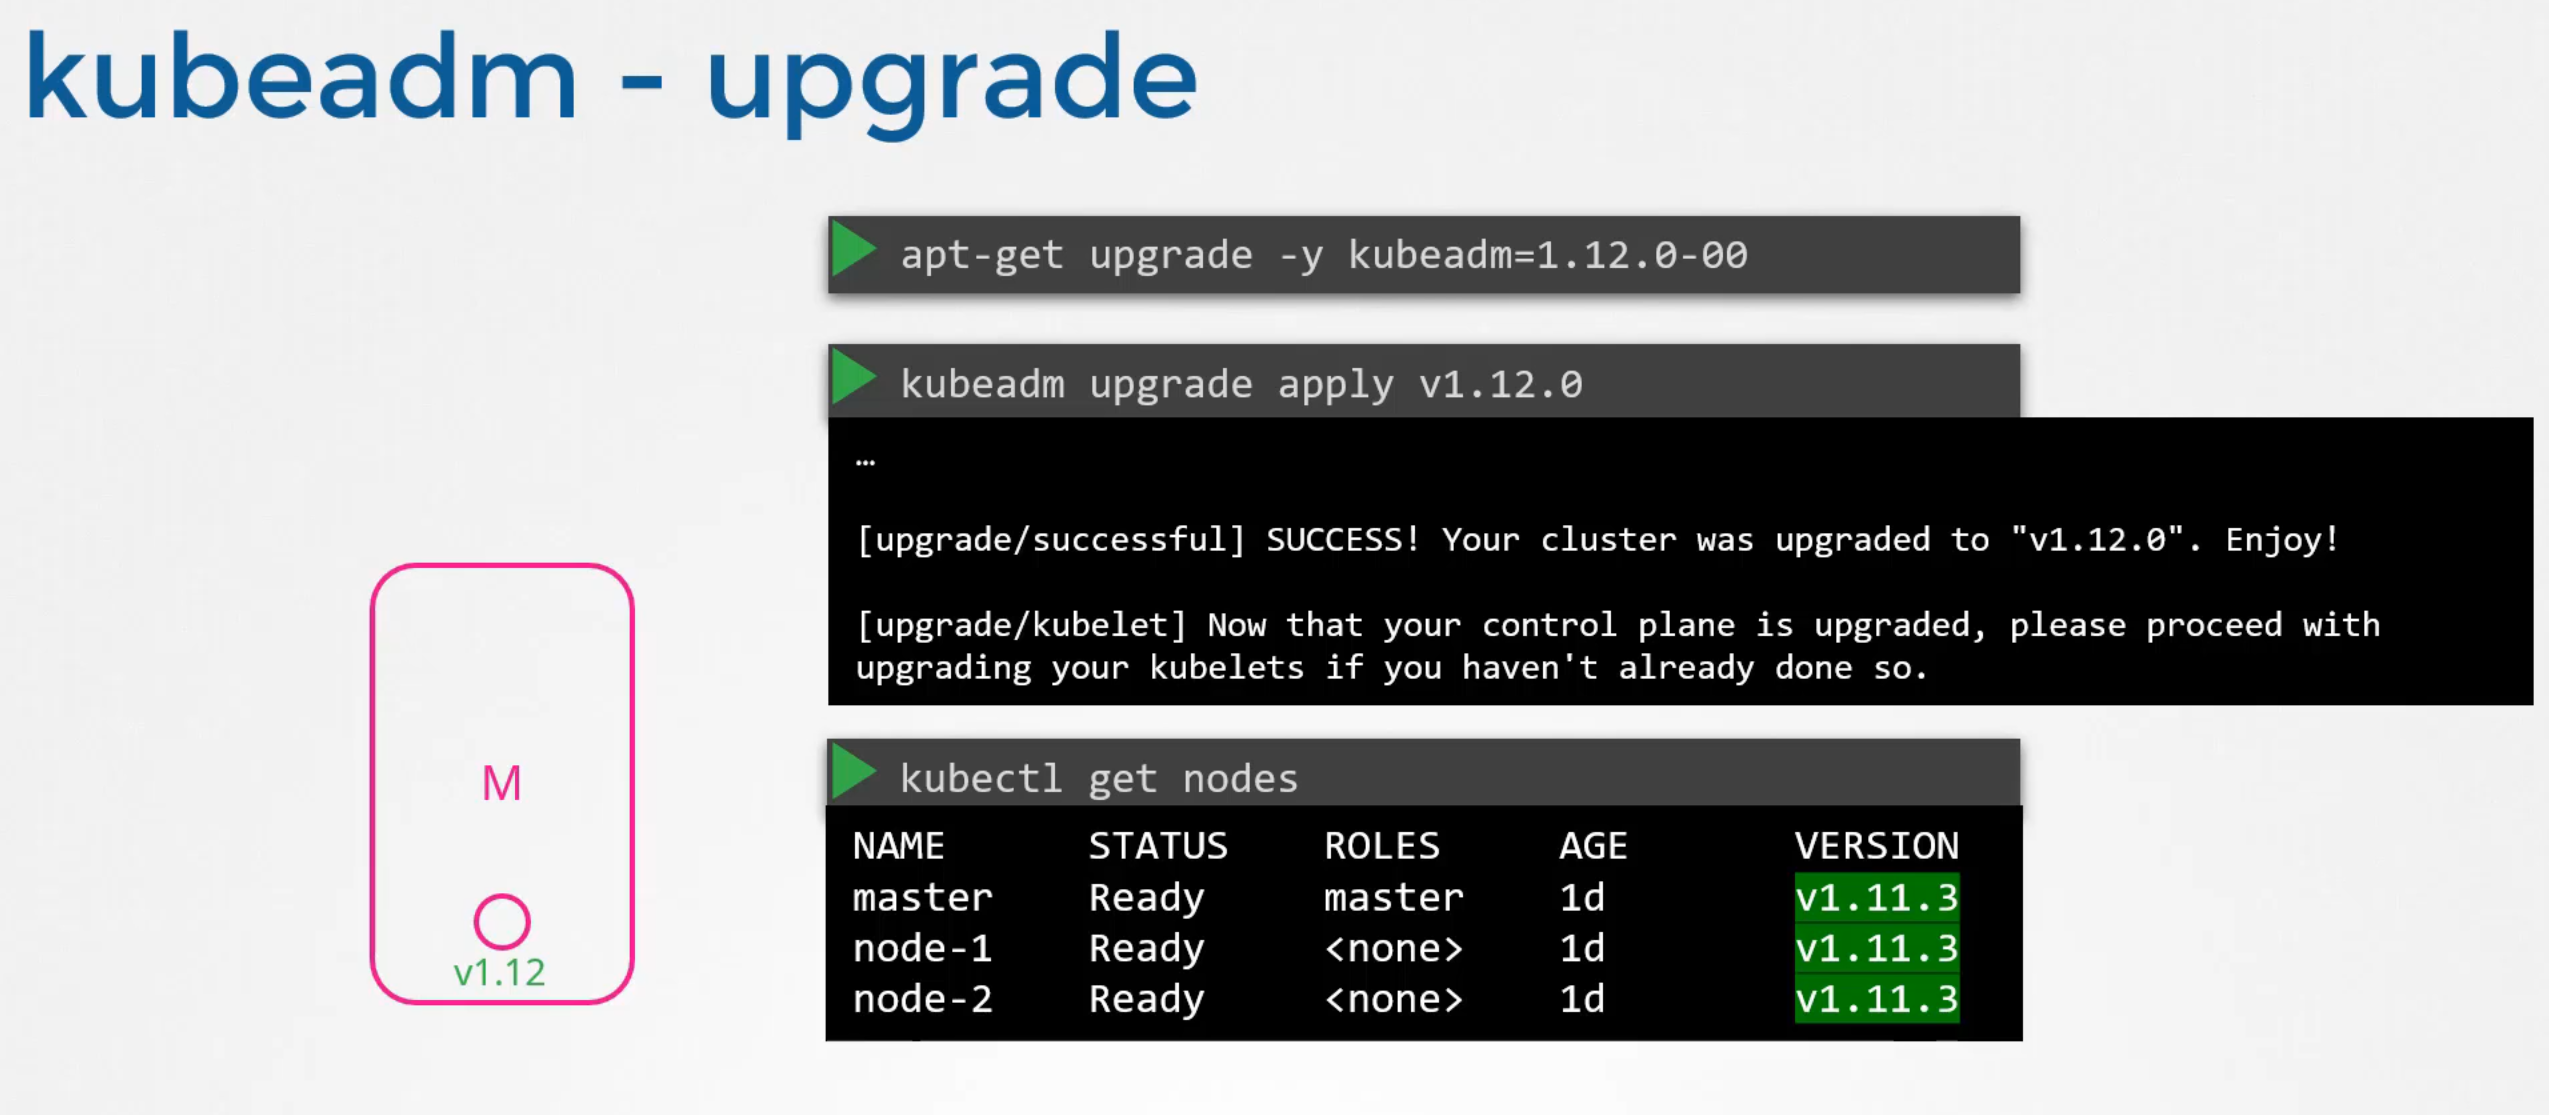 kubeadm - upgrade
apt-get upgrade -y kubeadm=1.12.0-00
kubeadm upgrade apply v1.12.0
…
[upgrade/successful] SUCCESS! Your cluster was upgraded to "v1.12.0". Enjoy!
[upgrade/kubelet] Now that your control plane is upgraded, please proceed with
upgrading your kubelets if you haven't already done so.
M
v1.12
kubectl get nodes
NAME STATUS ROLES AGE VERSION
master Ready master 1d v1.11.3
node-1 Ready <none> 1d v1.11.3
node-2 Ready <none> 1d v1.11.3